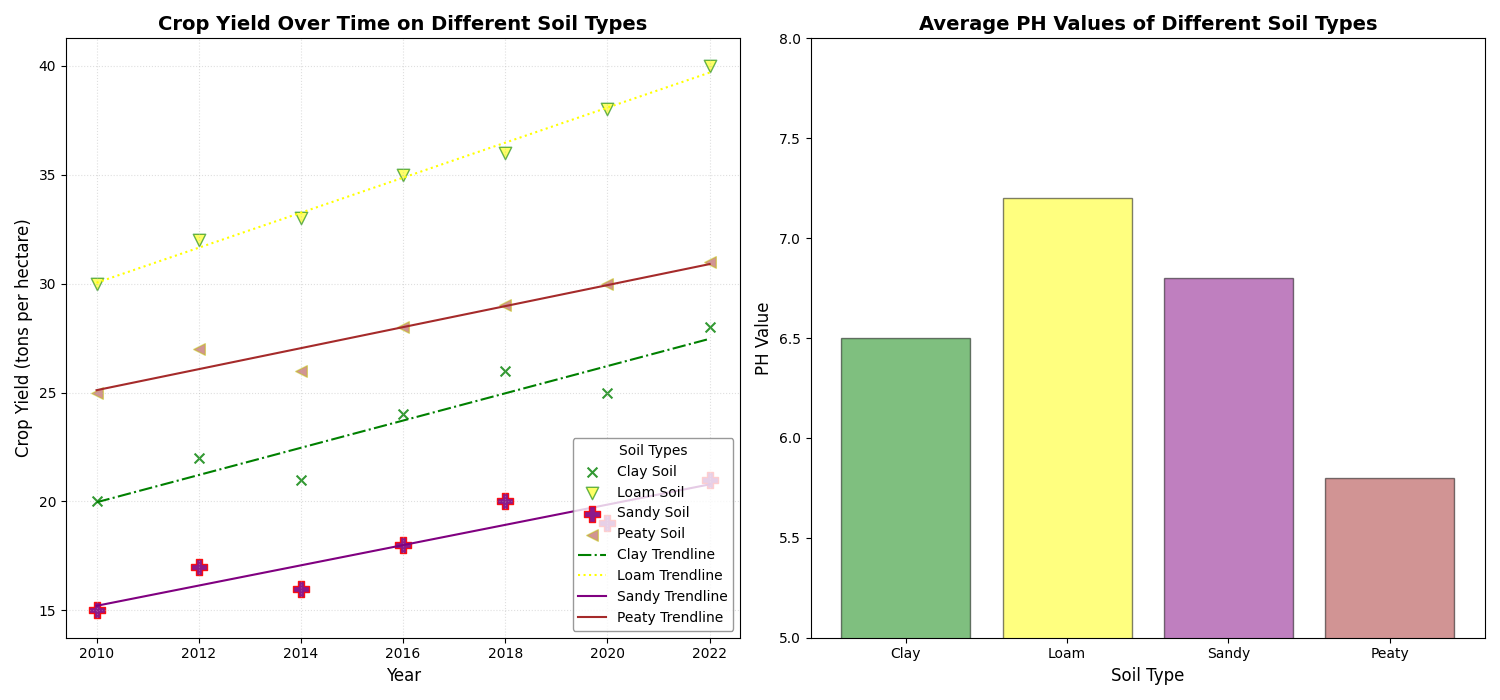 Crop Yield Over Time on Different Soil Types
40
35
30
25
20
15
Crop Yield (tons per hectare)
2010 2012 2014 2016 2018 2020 2022
Year
Soil Types
Clay Soil
Loam Soil
Sandy Soil
Peaty Soil
Clay Trendline
Loam Trendline
Sandy Trendline
Peaty Trendline
Average PH Values of Different Soil Types
8.0
7.5
7.0
6.5
6.0
5.5
5.0
PH Value
Clay Loam Sandy Peaty
Soil Type